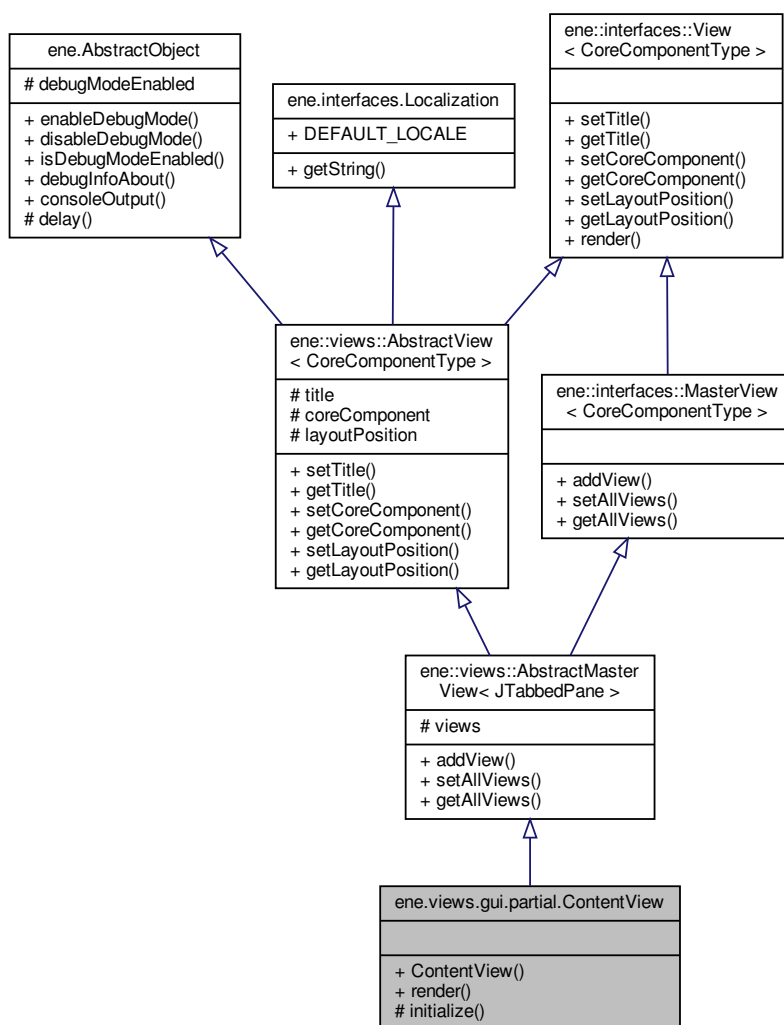 ene.AbstractObject
# debugModeEnabled
+ enableDebugMode()
+ disableDebugMode()
+ isDebugModeEnabled()
+ debugInfoAbout()
+ consoleOutput()
# delay()
ene.interfaces.Localization
+ DEFAULT_LOCALE
+ getString()
ene::interfaces::View
< CoreComponentType >
+ setTitle()
+ getTitle()
+ setCoreComponent()
+ getCoreComponent()
+ setLayoutPosition()
+ getLayoutPosition()
+ render()
ene::views::AbstractView
< CoreComponentType >
# title
# coreComponent
# layoutPosition
+ setTitle()
+ getTitle()
+ setCoreComponent()
+ getCoreComponent()
+ setLayoutPosition()
+ getLayoutPosition()
ene::interfaces::MasterView
< CoreComponentType >
+ addView()
+ setAllViews()
+ getAllViews()
ene::views::AbstractMaster
View< JTabbedPane >
# views
+ addView()
+ setAllViews()
+ getAllViews()
ene.views.gui.partial.ContentView
+ ContentView()
+ render()
# initialize()